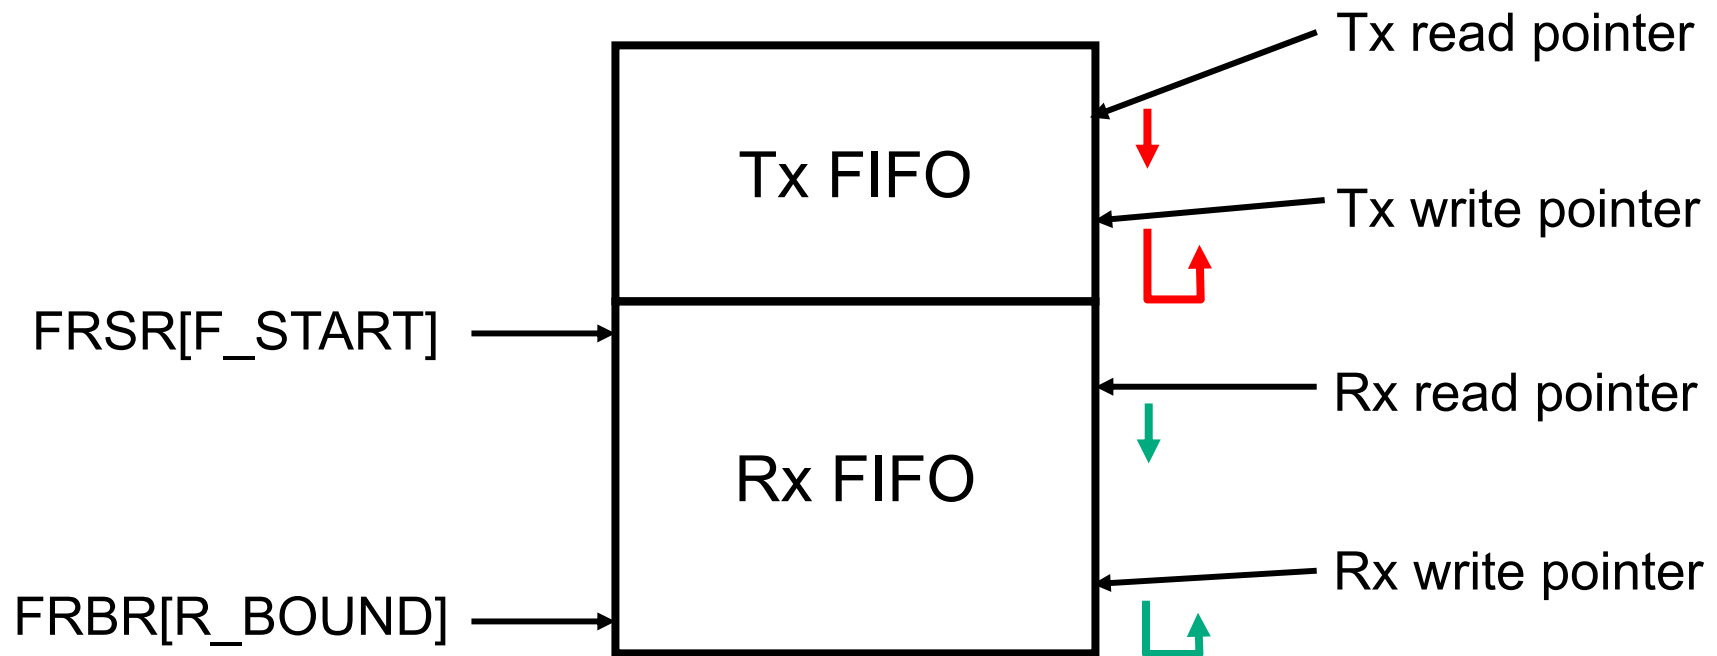 Tx read pointer
Tx FIFO
Tx write pointer
FRSR[F_START]
Rx read pointer
Rx FIFO
Rx write pointer
FRBR[R_BOUND]